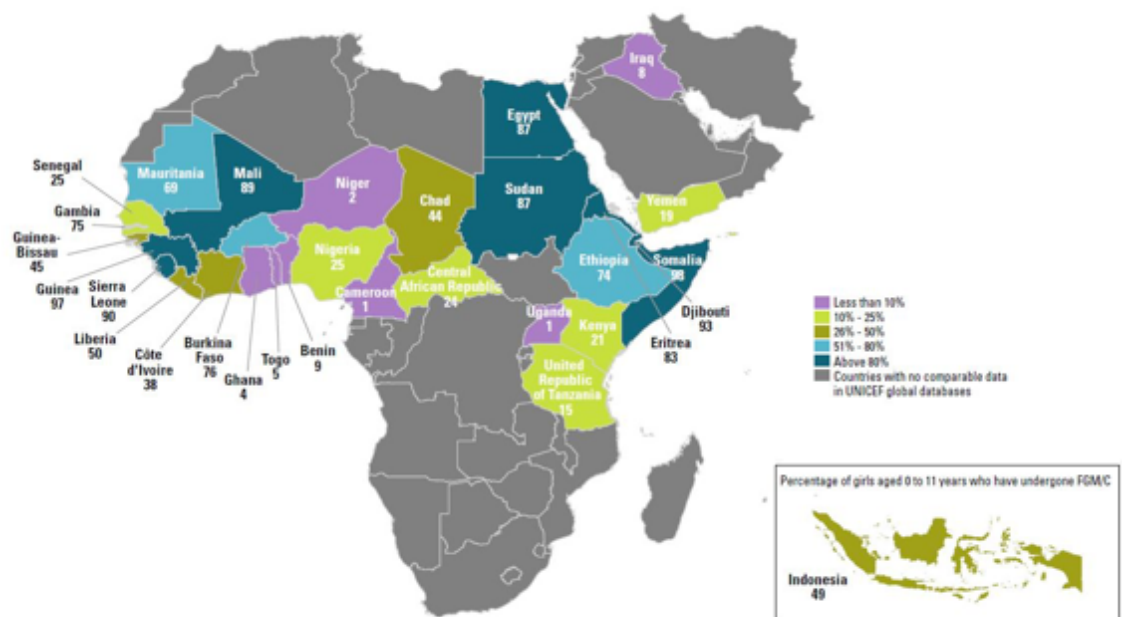 Iraq
8
Egypt
87
Senegal
25
Mauritania
69
Mali
89
Niger
2
Chad
44
Sudan
87
Yemen
19
Gambia
75
Guinea-
Bissau
45
Guinea
97
Sierra
Leone
90
Liberia
50
Côte
d'Ivoire
38
Burkina
Faso
76
Ghana
4
Togo
5
Benin
9
Nigeria
25
Cameroon
1
Central
African Republic
24
Ethiopia
74
Somalia
98
Djibouti
93
Eritrea
83
Uganda
1
Kenya
21
United
Republic
of Tanzania
15
Less than 10%
10% - 25%
26% - 50%
51% - 80%
Above 80%
Countries with no comparable data
in UNICEF global databases
Percentage of girls aged 0 to 11 years who have undergone FGM/C
Indonesia
49